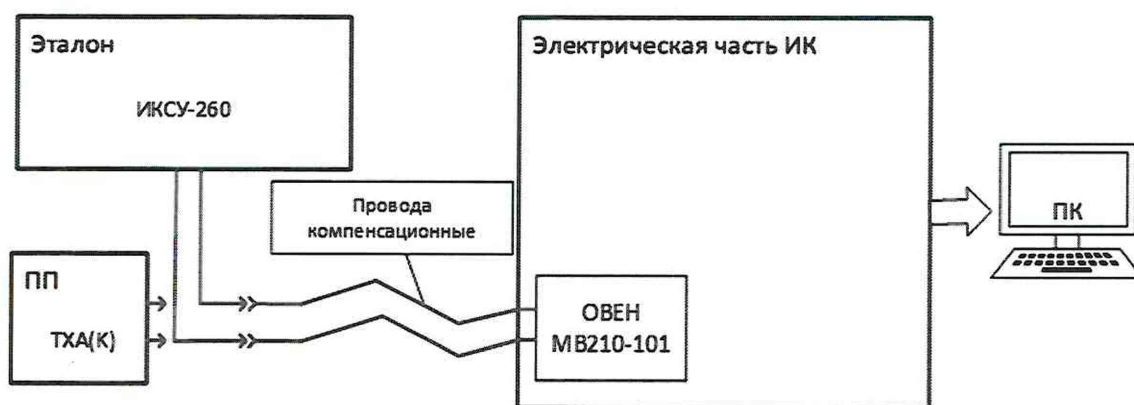 Эталон
ИКСУ-260
Электрическая часть ИК
Провода
компенсационные
ПК
ПП
ТХА(К)
ОВЕН
МВ210-101